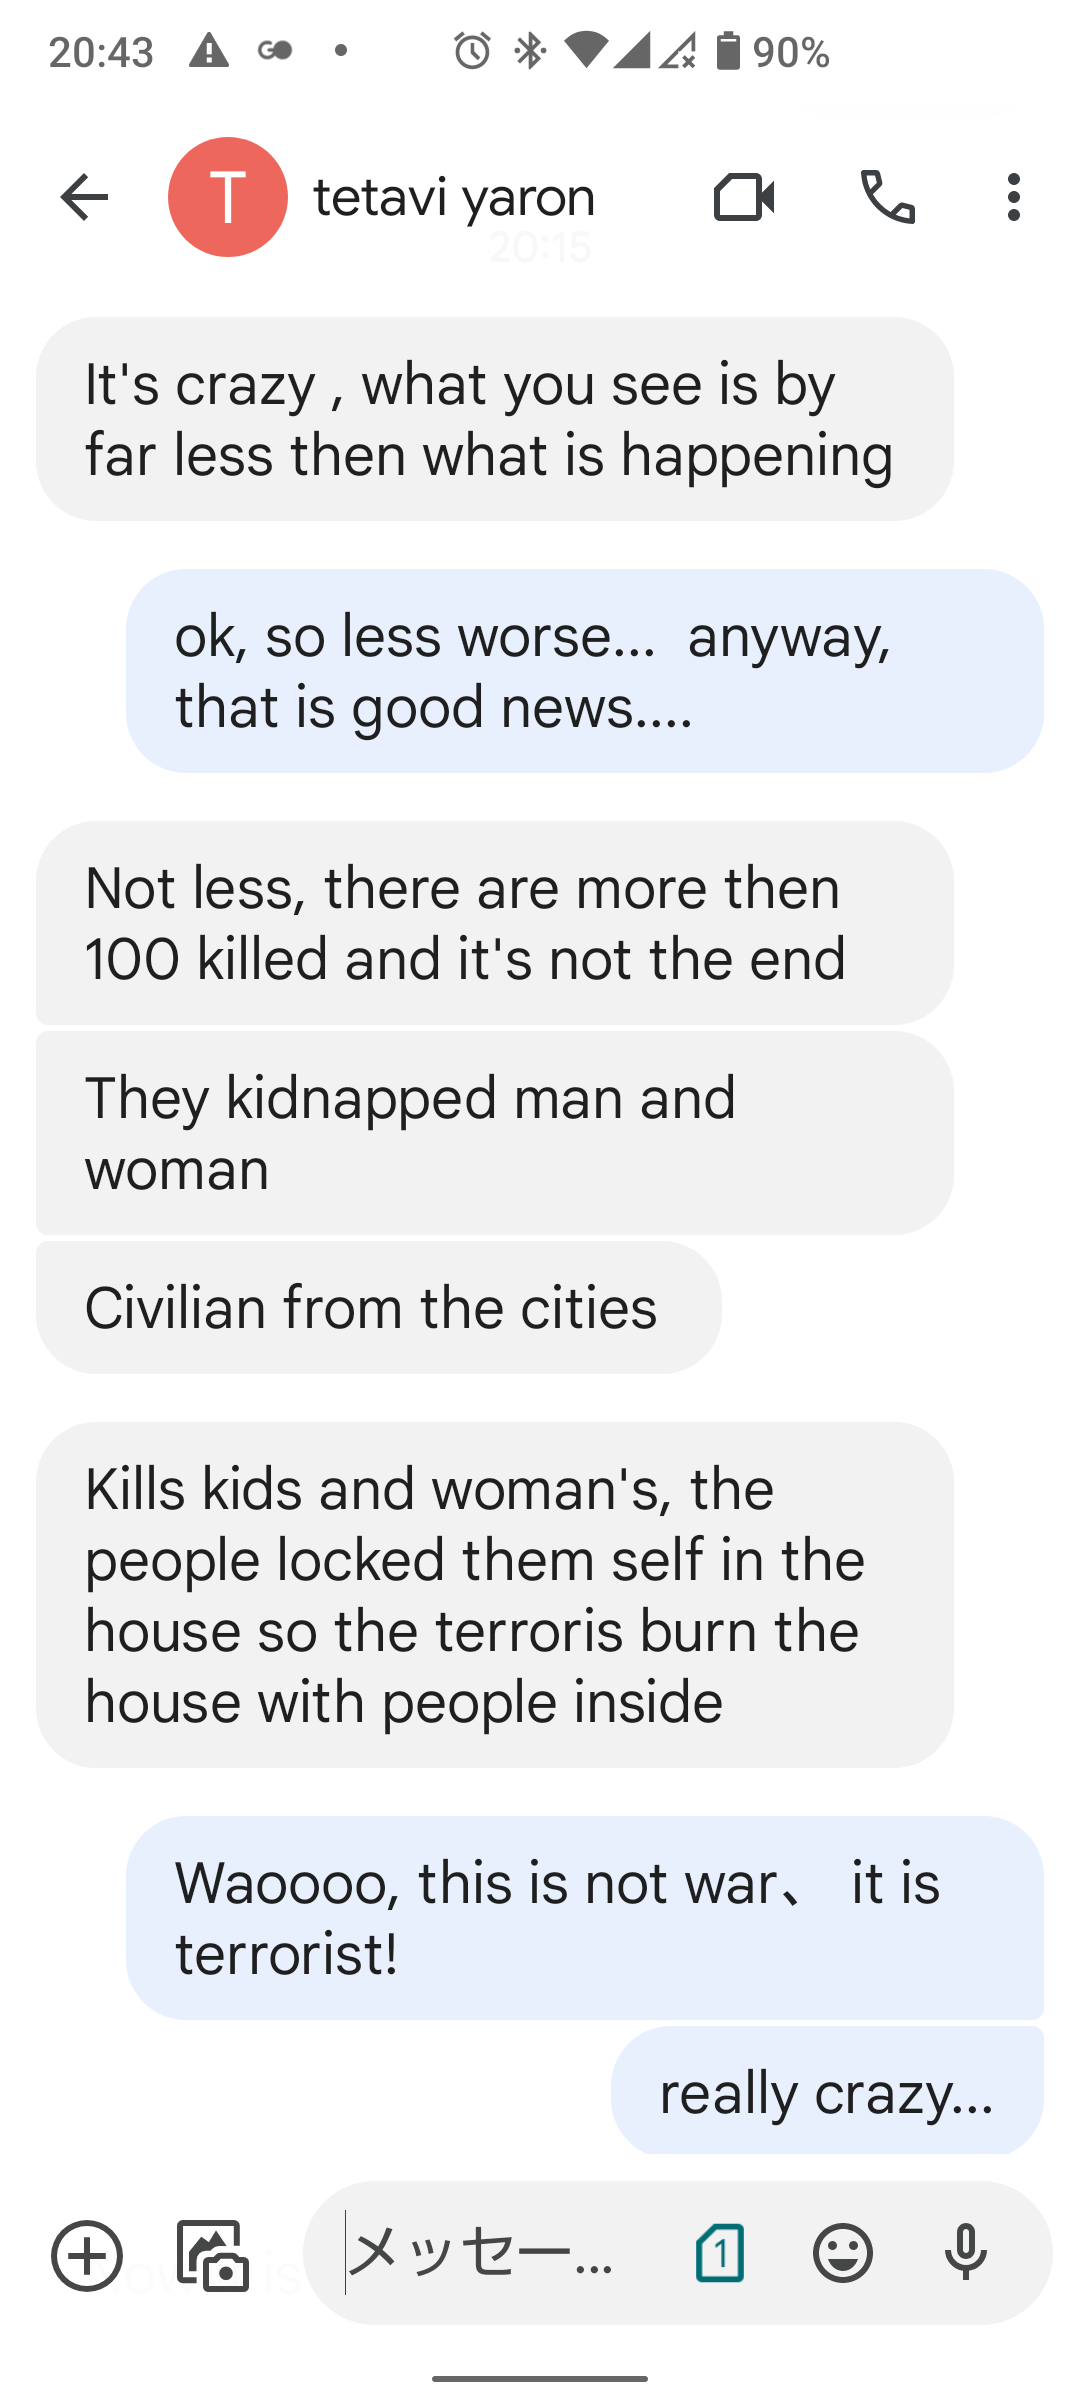 20:43
90%
T
tetavi yaron
20:15
It's crazy , what you see is by
far less then what is happening
ok, so less worse...  anyway,
that is good news....
Not less, there are more then
100 killed and it's not the end
They kidnapped man and
woman
Civilian from the cities
Kills kids and woman's, the
people locked them self in the
house so the terroris burn the
house with people inside
Waoooo, this is not war、 it is
terrorist!
really crazy...
メッセー...
1